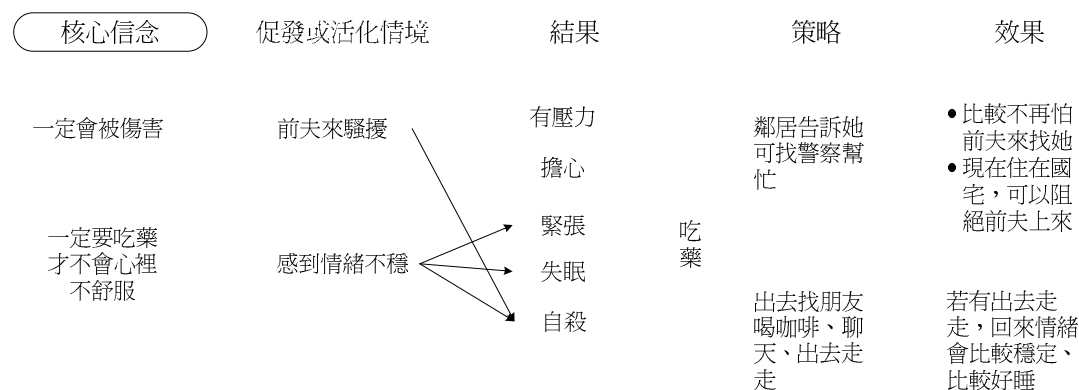 核心信念
促發或活化情境
結果
策略
效果
一定會被傷害
前夫來騷擾
有壓力
擔心
鄰居告訴她
可找警察幫
忙
•比較不再怕
前夫來找她
•現在住在國
宅，可以阻
絕前夫上來
一定要吃藥
才不會心裡
不舒服
感到情緒不穩
緊張
失眠
自殺
吃
藥
出去找朋友
喝咖啡、聊
天、出去走
走
若有出去走
走，回來情緒
會比較穩定、
比較好睡